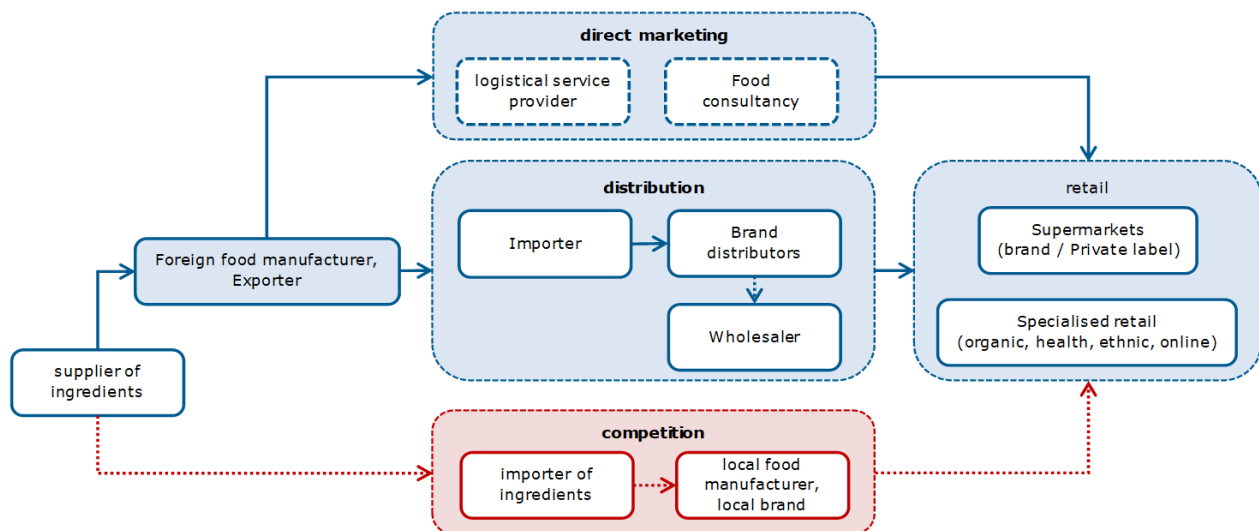 direct marketing
logistical service
provider
Food
consultancy
distribution
Importer
Brand
distributors
Wholesaler
retail
Supermarkets
(brand / Private label)
Specialised retail
(organic, health, ethnic, online)
Foreign food manufacturer,
Exporter
supplier of
ingredients
competition
importer of
ingredients
local food
manufacturer,
local brand